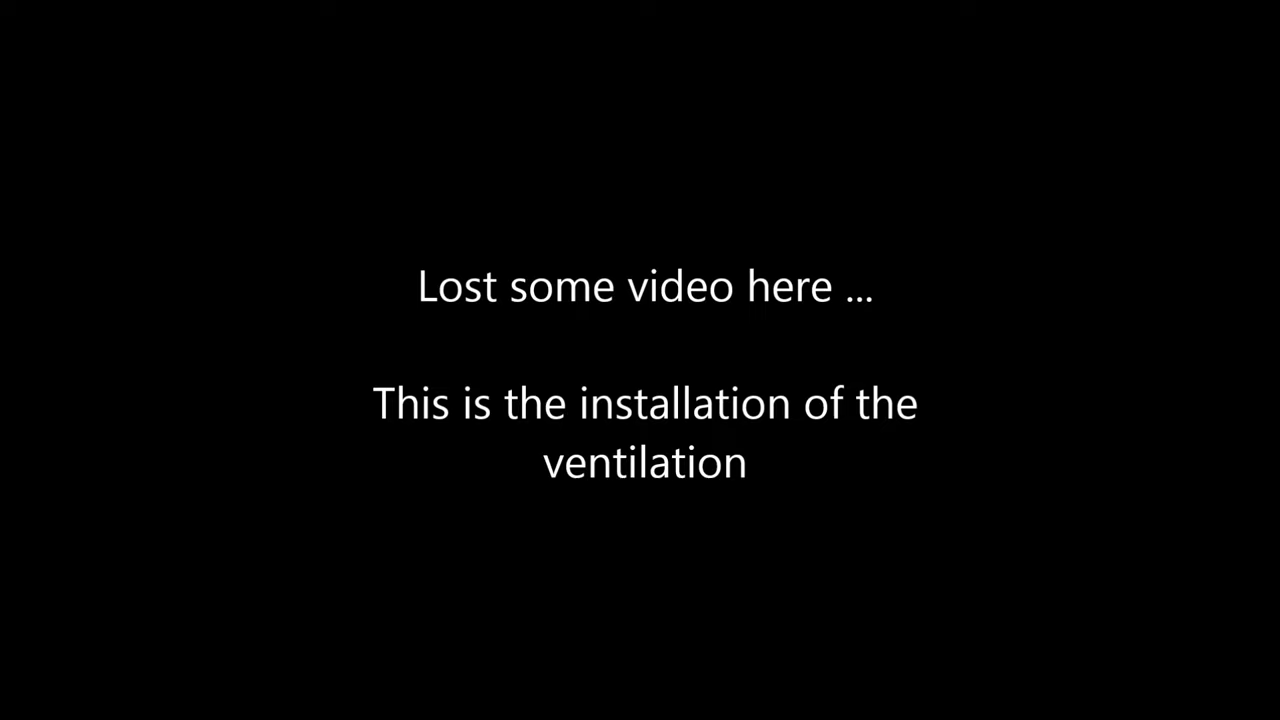 Lost some video here ...
This is the installation of the
ventilation